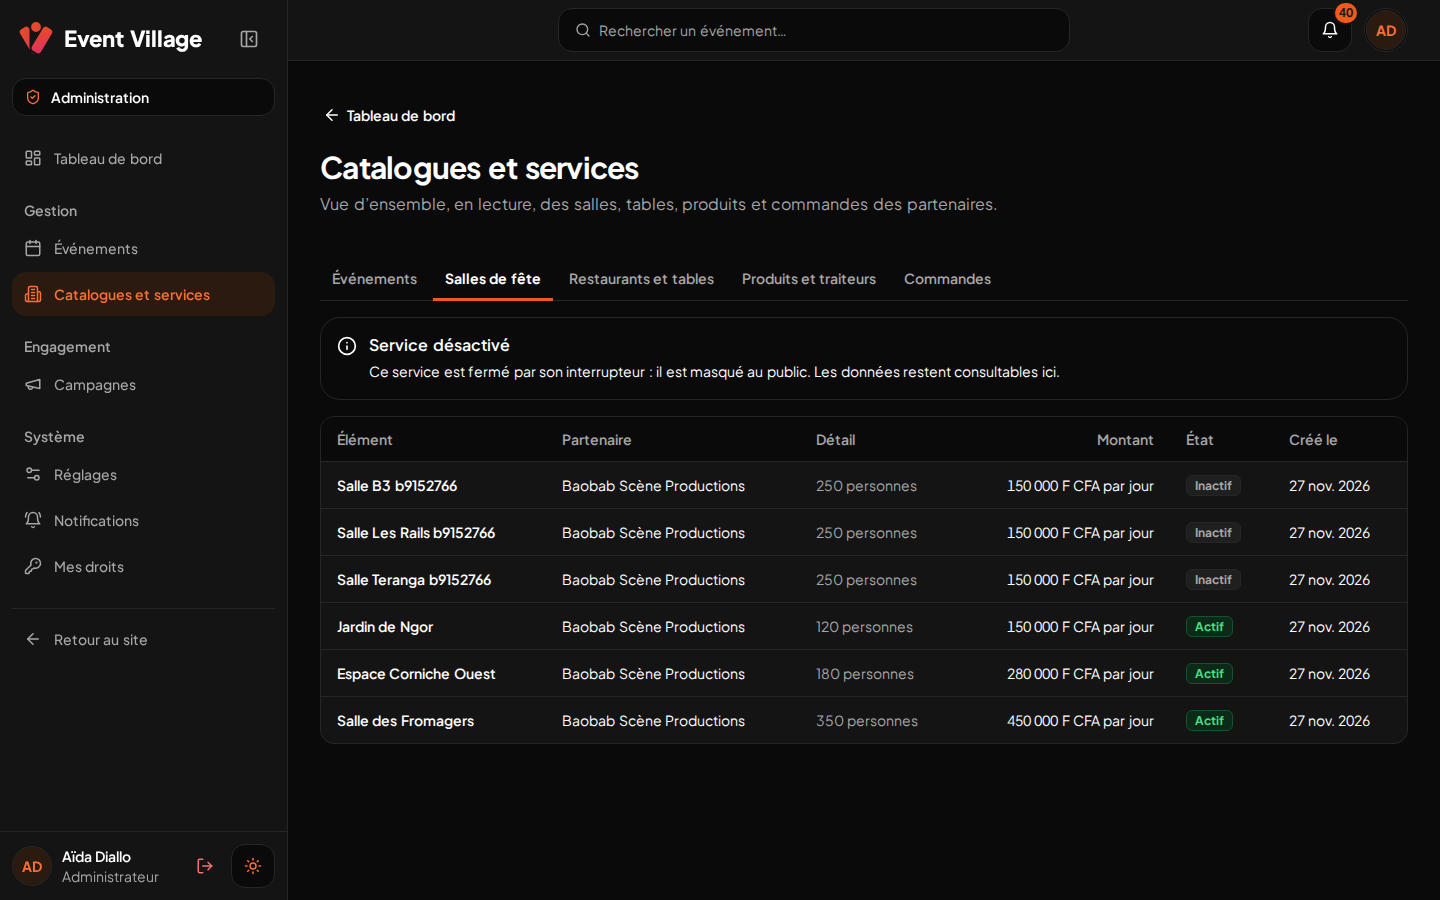 Event Village
Rechercher un événement…
40
AD
Administration
Tableau de bord
Gestion
Événements
Catalogues et services
Engagement
Campagnes
Système
Réglages
Notifications
Mes droits
Retour au site
AD
Aïda Diallo
Administrateur
Tableau de bord
Catalogues et services
Vue d’ensemble, en lecture, des salles, tables, produits et commandes des partenaires.
Événements Salles de fête Restaurants et tables Produits et traiteurs Commandes
Service désactivé
Ce service est fermé par son interrupteur : il est masqué au public. Les données restent consultables ici.
Élément Partenaire Détail Montant État Créé le
Salle B3 b9152766 Baobab Scène Productions 250 personnes 150 000 F CFA par jour Inactif 27 nov. 2026
Salle Les Rails b9152766 Baobab Scène Productions 250 personnes 150 000 F CFA par jour Inactif 27 nov. 2026
Salle Teranga b9152766 Baobab Scène Productions 250 personnes 150 000 F CFA par jour Inactif 27 nov. 2026
Jardin de Ngor Baobab Scène Productions 120 personnes 150 000 F CFA par jour Actif 27 nov. 2026
Espace Corniche Ouest Baobab Scène Productions 180 personnes 280 000 F CFA par jour Actif 27 nov. 2026
Salle des Fromagers Baobab Scène Productions 350 personnes 450 000 F CFA par jour Actif 27 nov. 2026